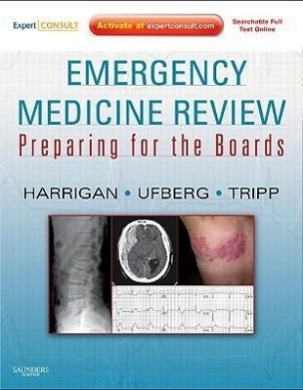 Expert CONSULT
Activate at expertconsult.com
Searchable Full
Text Online
EMERGENCY
MEDICINE REVIEW
Preparing for the Boards
HARRIGAN • UFBERG • TRIPP
SAUNDERS
ELSEVIER